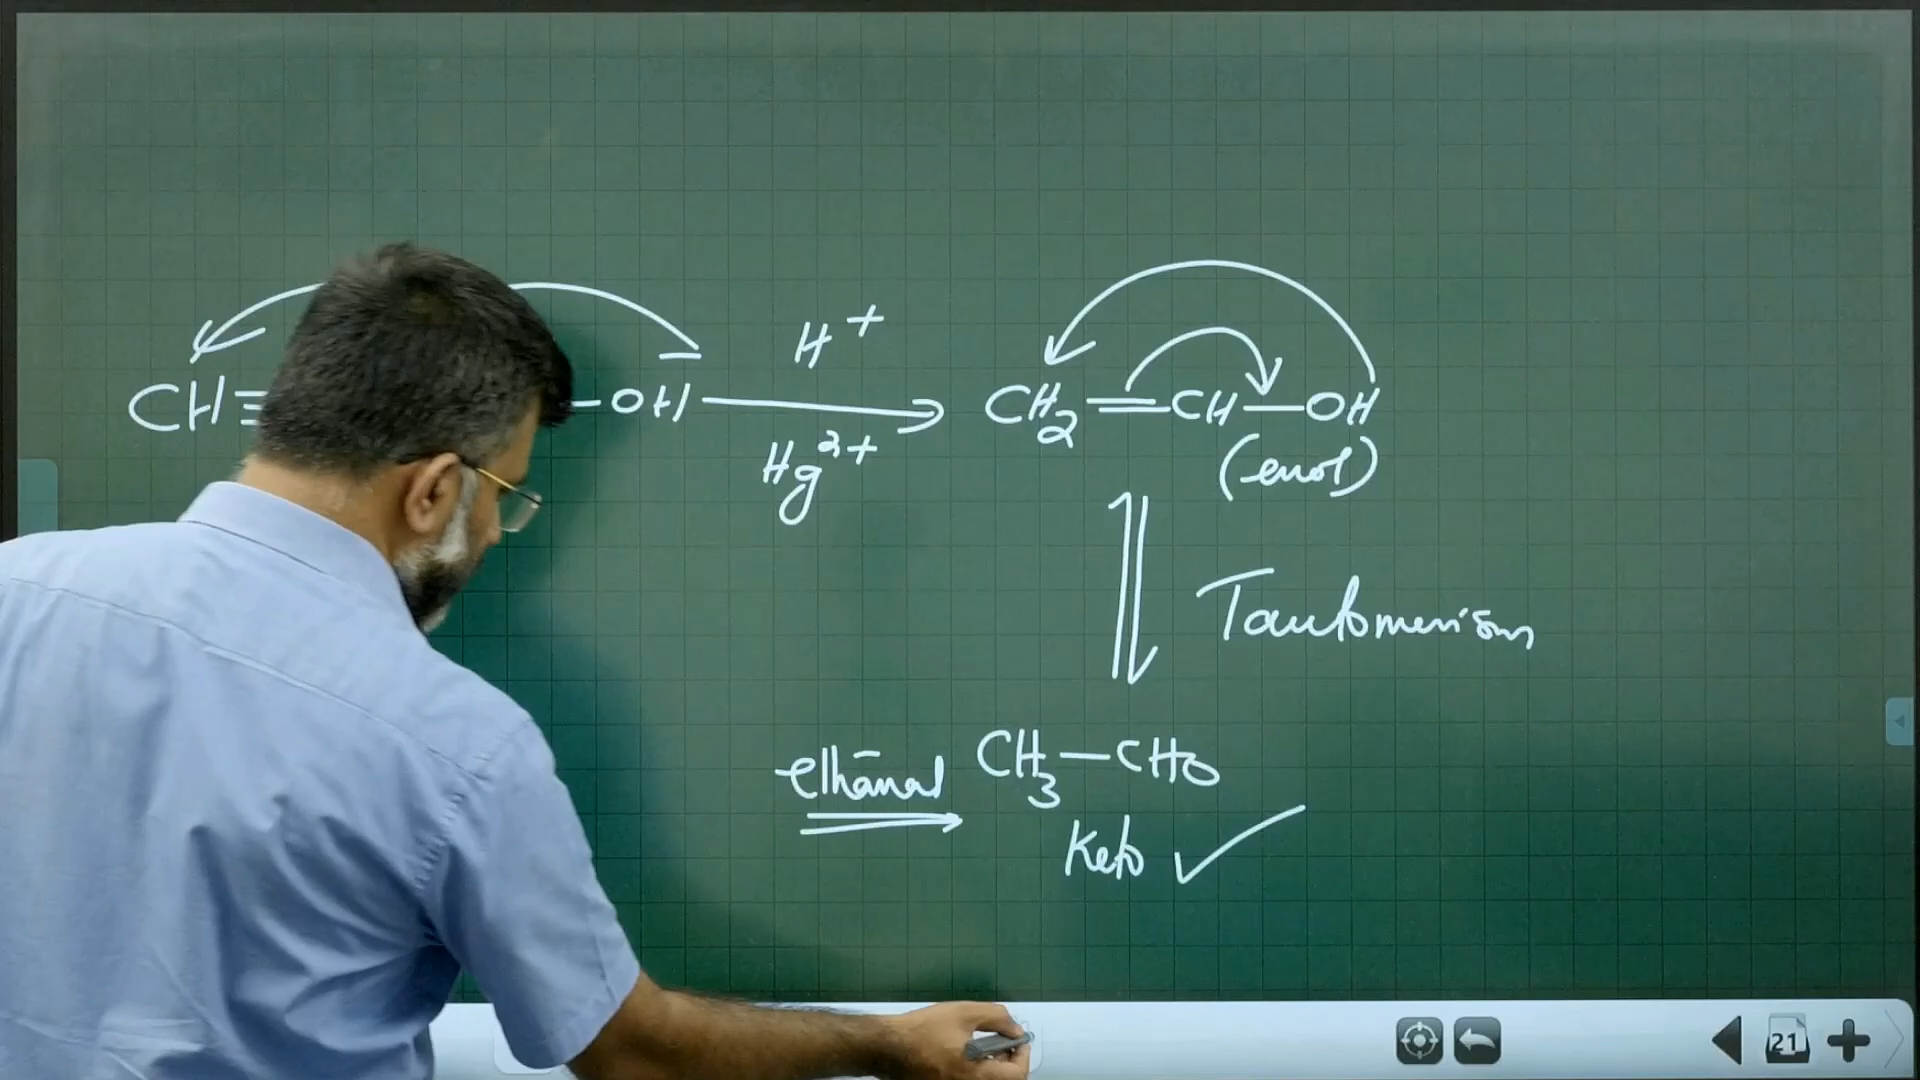 CH≡ —OH H⁺ CH₂=CH—OH
Hg²⁺ (enol)
Tautomerism
ethanal CH₃—CHO
Keto ✓
21